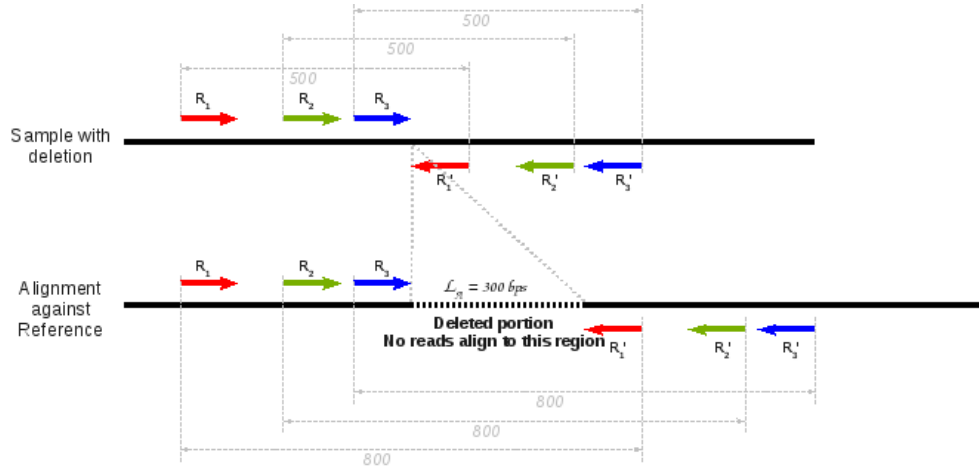 500
500
500
R₁ R₂ R₃
Sample with
deletion
R₁' R₂' R₃'
R₁ R₂ R₃
ℒ_𝓡 = 300 bps
Alignment
against
Reference
Deleted portion
No reads align to this region
R₁' R₂' R₃'
800
800
800